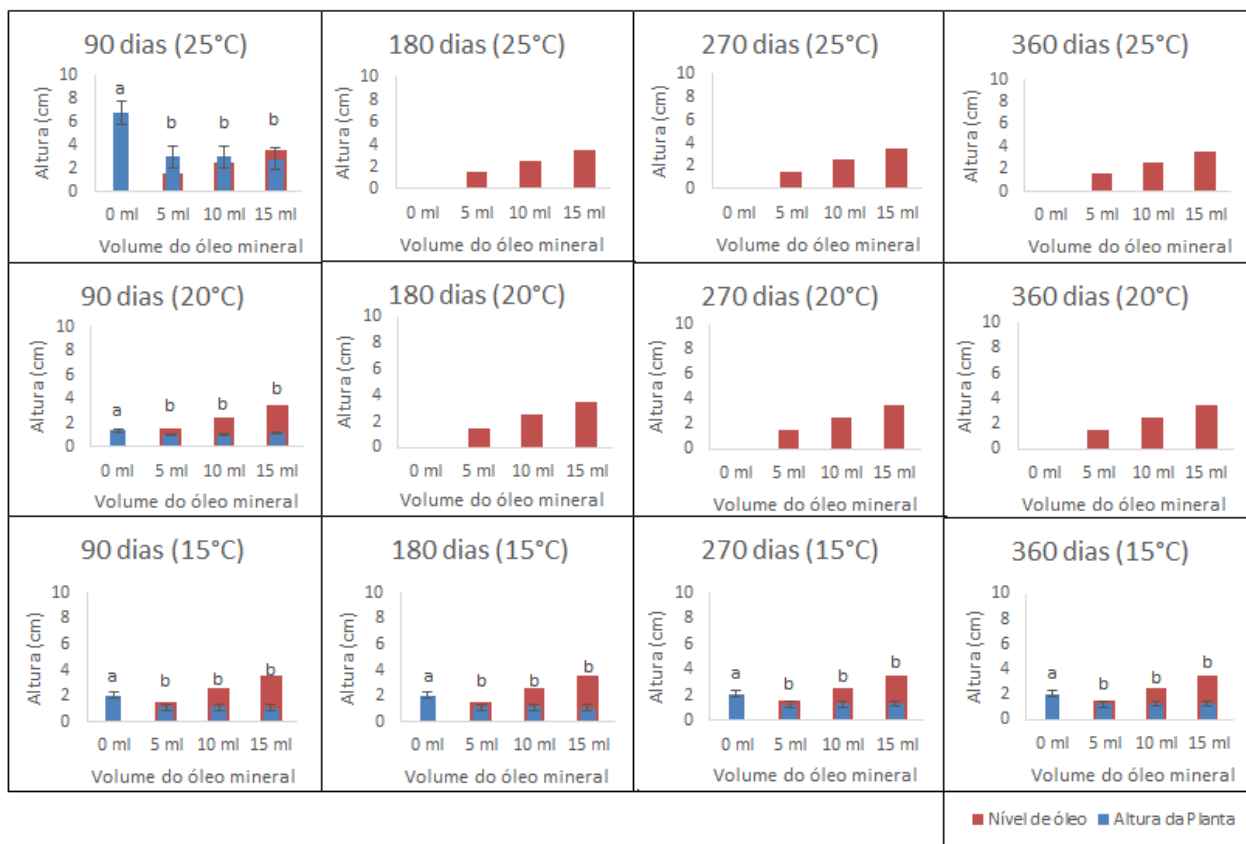 90 dias (25°C)
Altura (cm)
10
8
6
4
2
0
a
b
b
b
0 ml 5 ml 10 ml 15 ml
Volume do óleo mineral
180 dias (25°C)
Altura (cm)
10
8
6
4
2
0
0 ml 5 ml 10 ml 15 ml
Volume do óleo mineral
270 dias (25°C)
Altura (cm)
10
8
6
4
2
0
0 ml 5 ml 10 ml 15 ml
Volume do óleo mineral
360 dias (25°C)
Altura (cm)
10
8
6
4
2
0
0 ml 5 ml 10 ml 15 ml
Volume do óleo mineral
90 dias (20°C)
Altura (cm)
10
8
6
4
2
0
a
b
b
b
0 ml 5 ml 10 ml 15 ml
Volume do óleo mineral
180 dias (20°C)
Altura (cm)
10
8
6
4
2
0
0 ml 5 ml 10 ml 15 ml
Volume do óleo mineral
270 dias (20°C)
Altura (cm)
10
8
6
4
2
0
0 ml 5 ml 10 ml 15 ml
Volume do óleo mineral
360 dias (20°C)
Altura (cm)
10
8
6
4
2
0
0 ml 5 ml 10 ml 15 ml
Volume do óleo mineral
90 dias (15°C)
Altura (cm)
10
8
6
4
2
0
a
b
b
b
0 ml 5 ml 10 ml 15 ml
Volume do óleo mineral
180 dias (15°C)
Altura (cm)
10
8
6
4
2
0
a
b
b
b
0 ml 5 ml 10 ml 15 ml
Volume do óleo mineral
270 dias (15°C)
Altura (cm)
10
8
6
4
2
0
a
b
b
b
0 ml 5 ml 10 ml 15 ml
Volume do óleo mineral
360 dias (15°C)
Altura (cm)
10
8
6
4
2
0
a
b
b
b
0 ml 5 ml 10 ml 15 ml
Volume do óleo mineral
Nível de óleo Altura da Planta